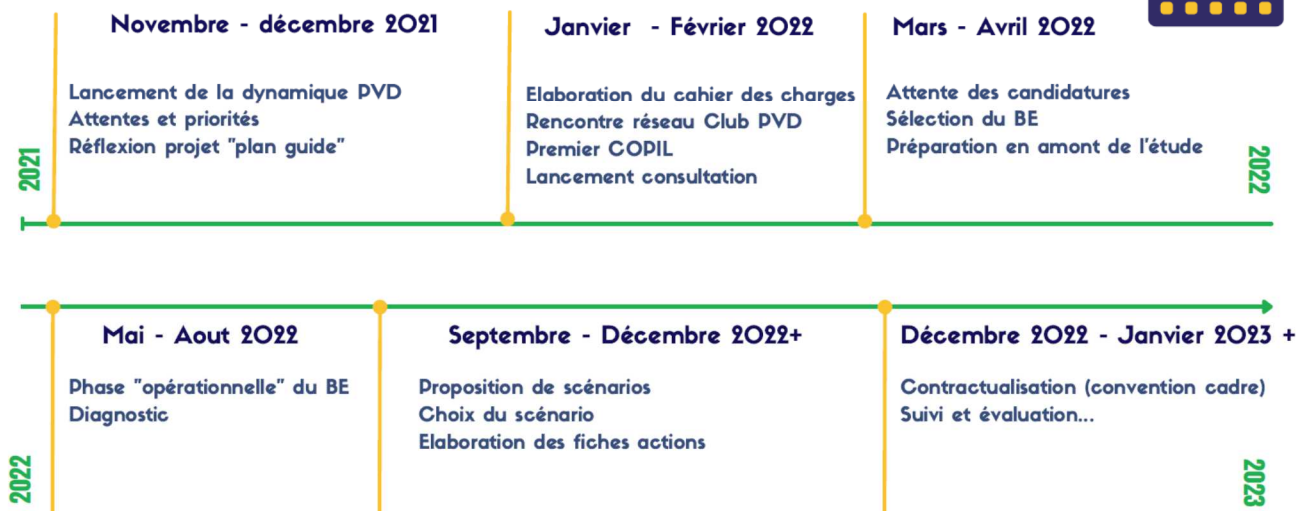 Novembre - décembre 2021
Lancement de la dynamique PVD
Attentes et priorités
Réflexion projet "plan guide"
Janvier - Février 2022
Elaboration du cahier des charges
Rencontre réseau Club PVD
Premier COPIL
Lancement consultation
Mars - Avril 2022
Attente des candidatures
Sélection du BE
Préparation en amont de l'étude
2021
2022
Mai - Aout 2022
Phase "opérationnelle" du BE
Diagnostic
Septembre - Décembre 2022+
Proposition de scénarios
Choix du scénario
Elaboration des fiches actions
Décembre 2022 - Janvier 2023 +
Contractualisation (convention cadre)
Suivi et évaluation...
2022
2023